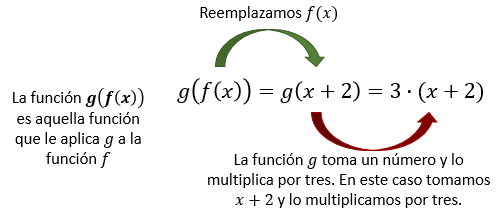 Reemplazamos f(x)
La función g(f(x))
es aquella función
que le aplica g a la
función f
g(f(x)) = g(x + 2) = 3 · (x + 2)
La función g toma un número y lo
multiplica por tres. En este caso tomamos
x + 2 y lo multiplicamos por tres.